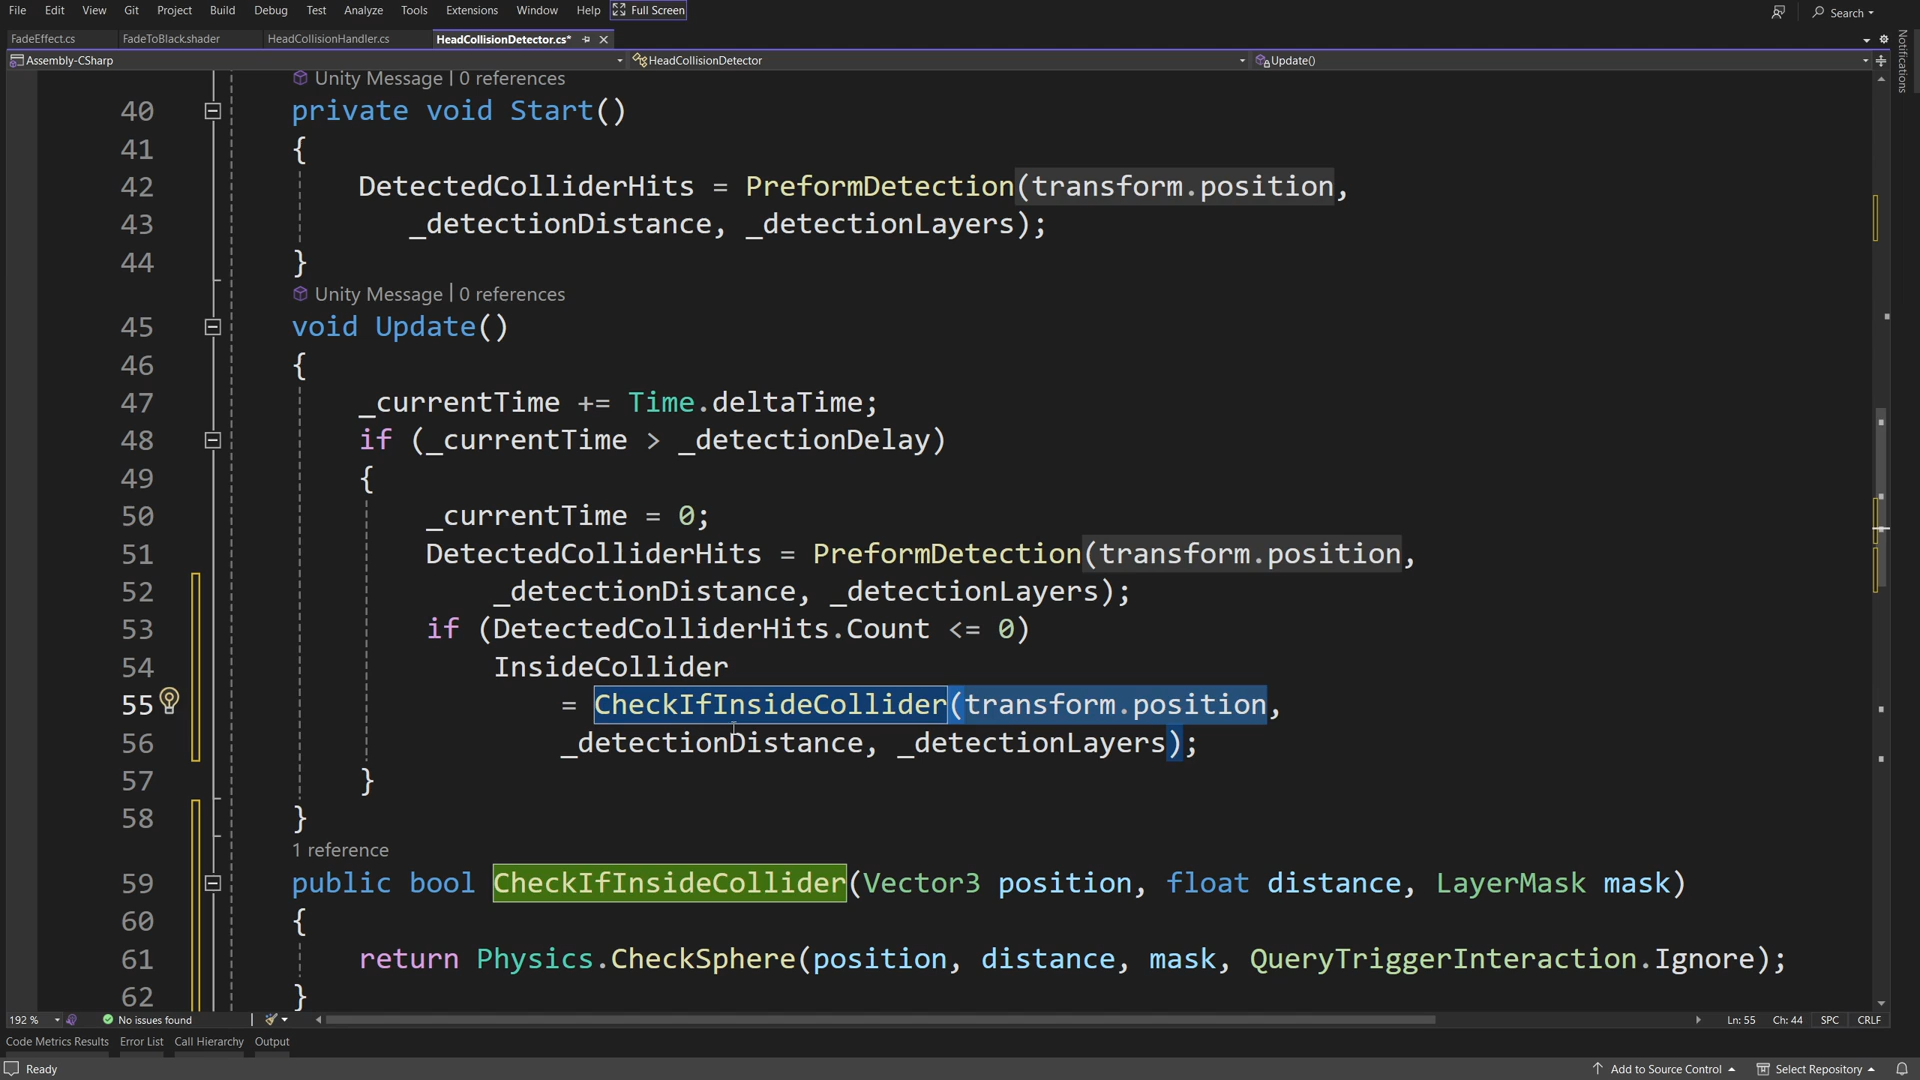 File Edit View Git Project Build Debug Test Analyze Tools Extensions Window Help Full Screen Search
FadeEffect.cs FadeToBlack.shader HeadCollisionHandler.cs HeadCollisionDetector.cs*
Assembly-CSharp HeadCollisionDetector Update()
Notifications
Unity Message | 0 references
40 private void Start()
41 {
42 DetectedColliderHits = PreformDetection(transform.position,
43 _detectionDistance, _detectionLayers);
44 }
Unity Message | 0 references
45 void Update()
46 {
47 _currentTime += Time.deltaTime;
48 if (_currentTime > _detectionDelay)
49 {
50 _currentTime = 0;
51 DetectedColliderHits = PreformDetection(transform.position,
52 _detectionDistance, _detectionLayers);
53 if (DetectedColliderHits.Count <= 0)
54 InsideCollider
55 = CheckIfInsideCollider(transform.position,
56 _detectionDistance, _detectionLayers);
57 }
58 }
1 reference
59 public bool CheckIfInsideCollider(Vector3 position, float distance, LayerMask mask)
60 {
61 return Physics.CheckSphere(position, distance, mask, QueryTriggerInteraction.Ignore);
62 }
192 % No issues found Ln: 55 Ch: 44 SPC CRLF
Code Metrics Results Error List Call Hierarchy Output
Ready Add to Source Control Select Repository